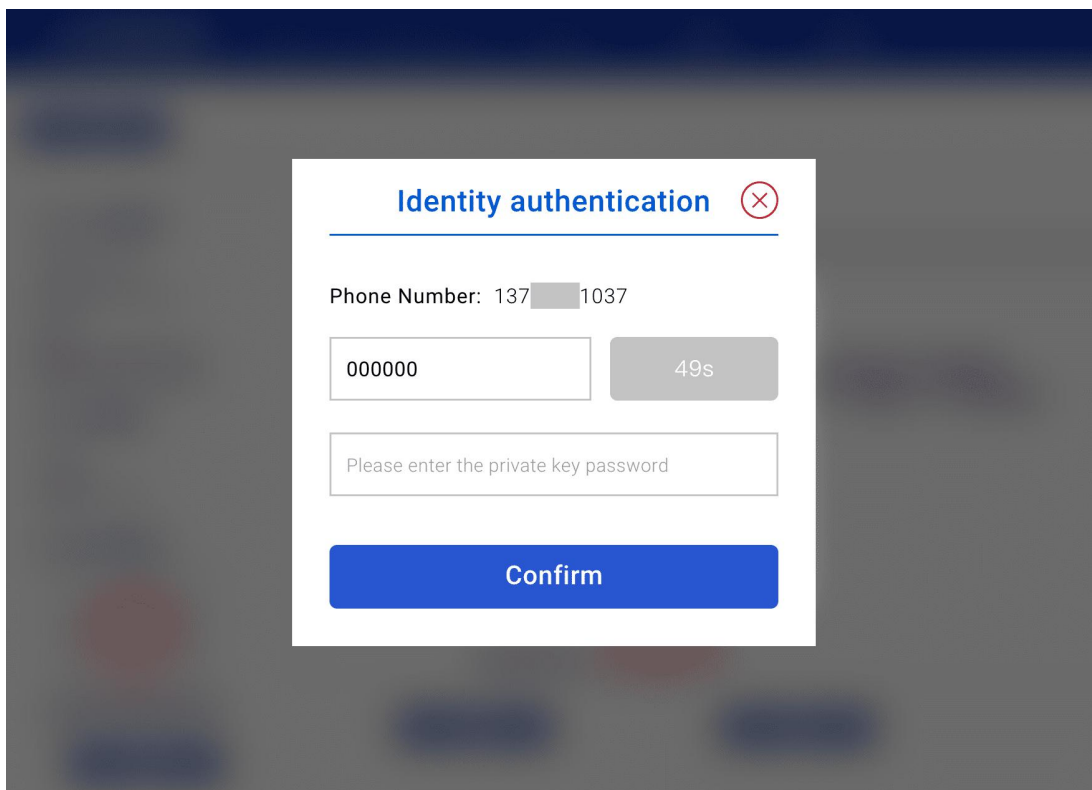 Identity authentication
Phone Number: 137 1037
000000
49s
Please enter the private key password
Confirm